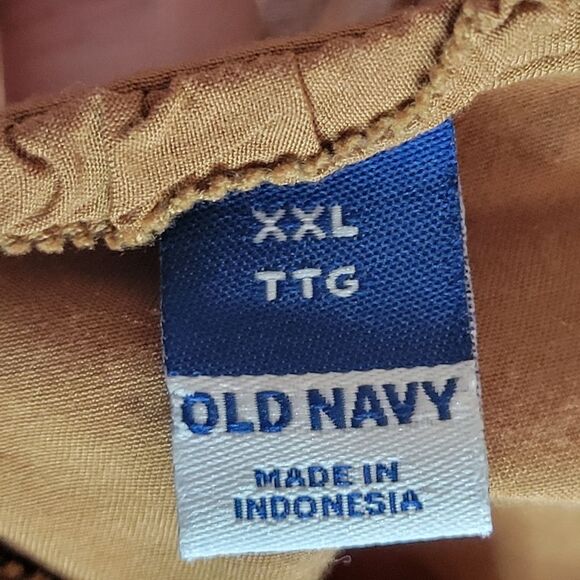 XXL
TTG
OLD NAVY
MADE IN
INDONESIA